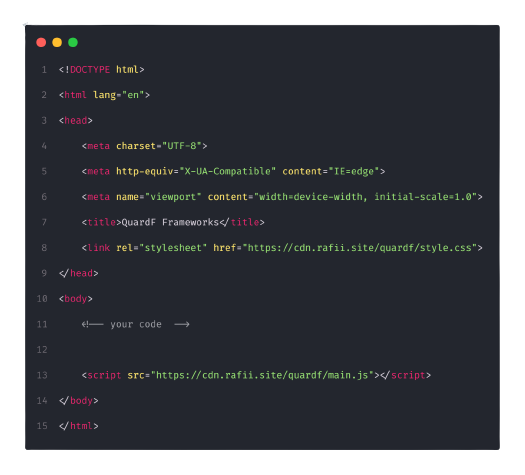 1 <!DOCTYPE html>
2 <html lang="en">
3 <head>
4     <meta charset="UTF-8">
5     <meta http-equiv="X-UA-Compatible" content="IE=edge">
6     <meta name="viewport" content="width=device-width, initial-scale=1.0">
7     <title>QuardF Frameworks</title>
8     <link rel="stylesheet" href="https://cdn.rafii.site/quardf/style.css">
9 </head>
10 <body>
11     <!-- your code  -->
12
13     <script src="https://cdn.rafii.site/quardf/main.js"></script>
14 </body>
15 </html>